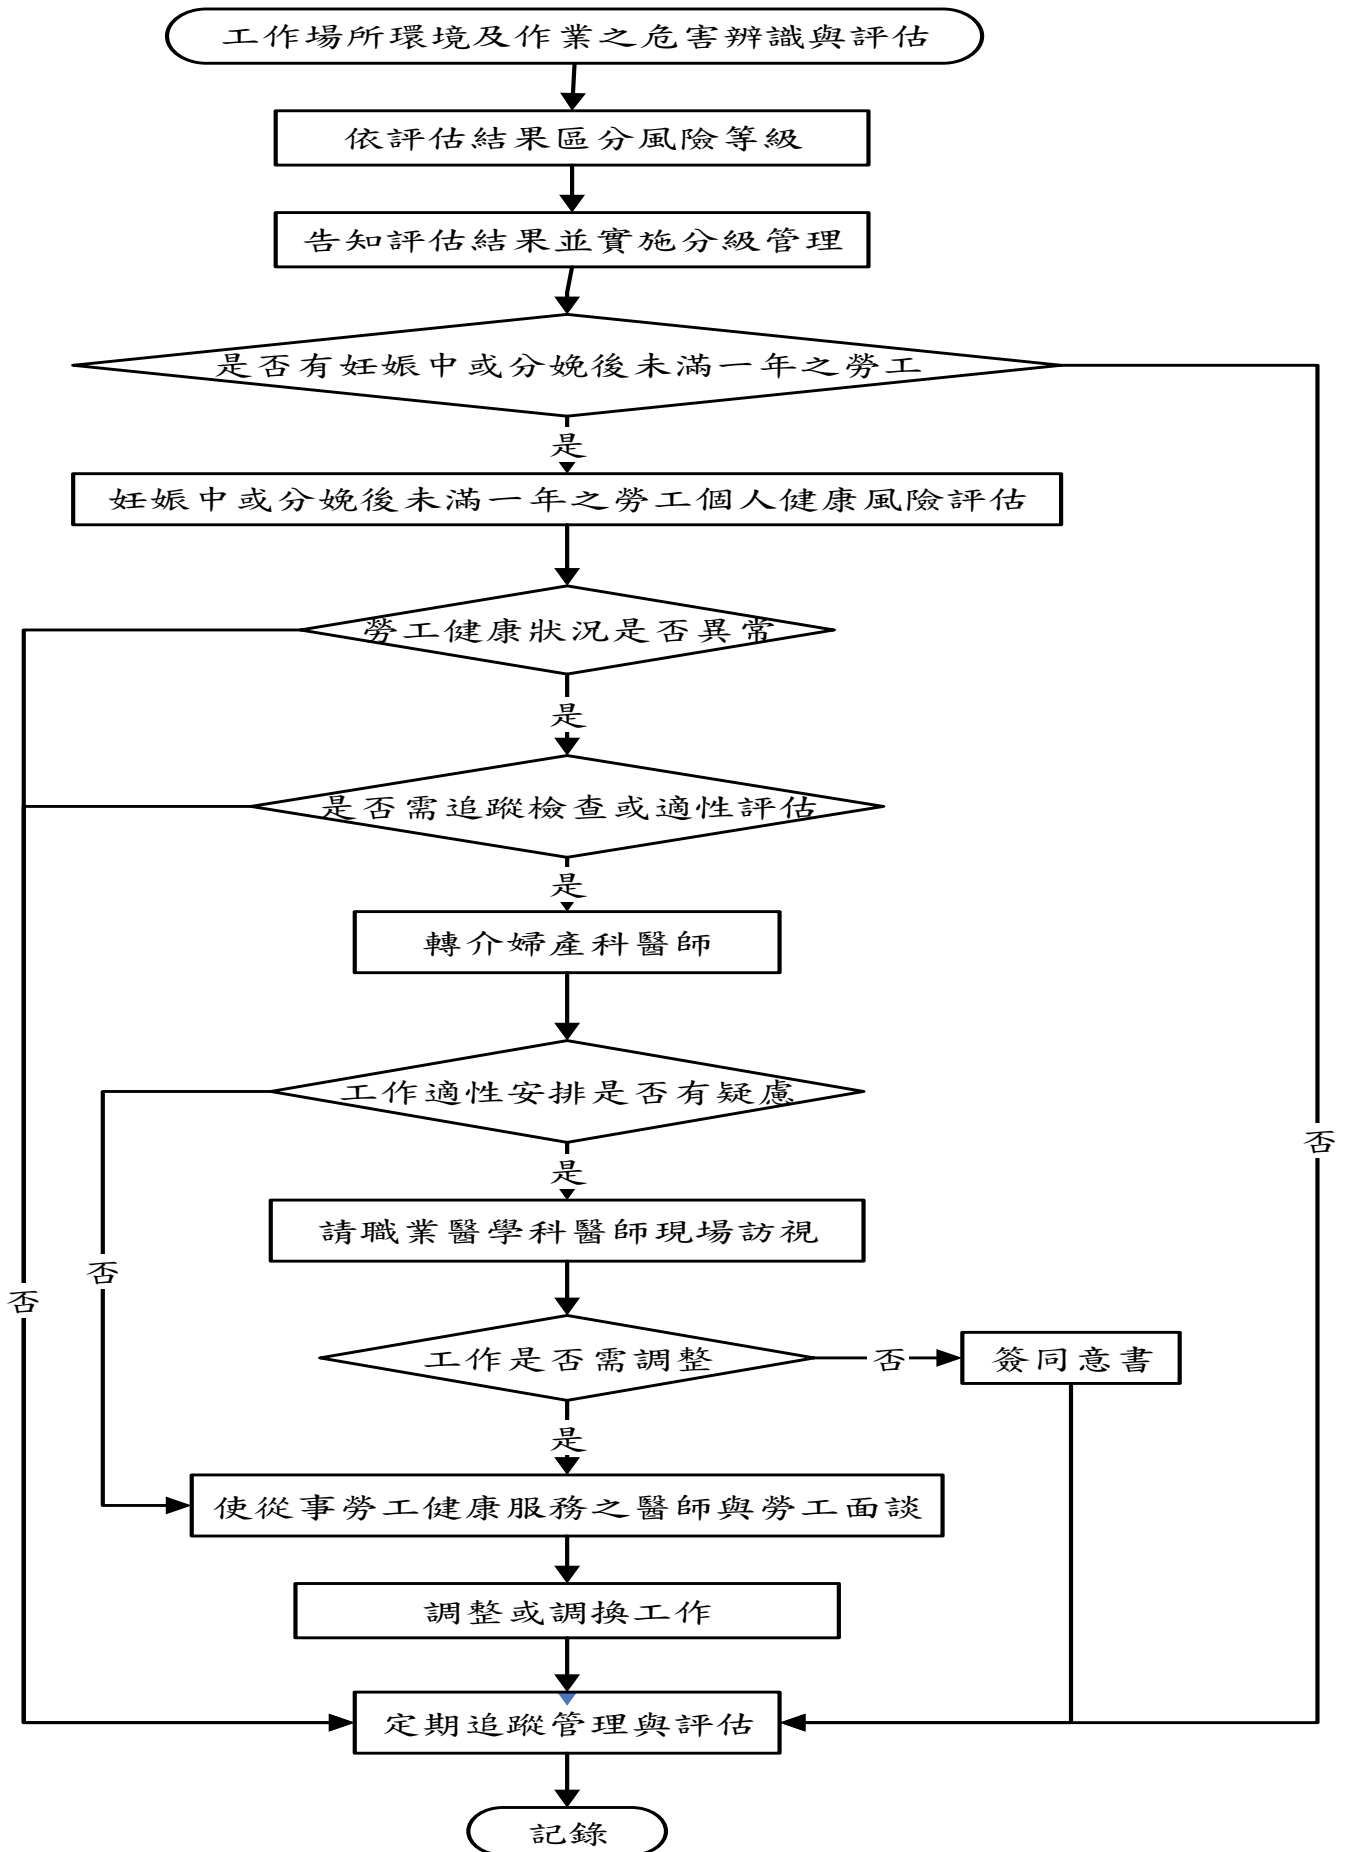 工作場所環境及作業之危害辨識與評估
依評估結果區分風險等級
告知評估結果並實施分級管理
是否有妊娠中或分娩後未滿一年之勞工
是
妊娠中或分娩後未滿一年之勞工個人健康風險評估
勞工健康狀況是否異常
是
是否需追蹤檢查或適性評估
是
轉介婦產科醫師
工作適性安排是否有疑慮
否
是
請職業醫學科醫師現場訪視
否
否
工作是否需調整
否
簽同意書
是
使從事勞工健康服務之醫師與勞工面談
調整或調換工作
定期追蹤管理與評估
記錄